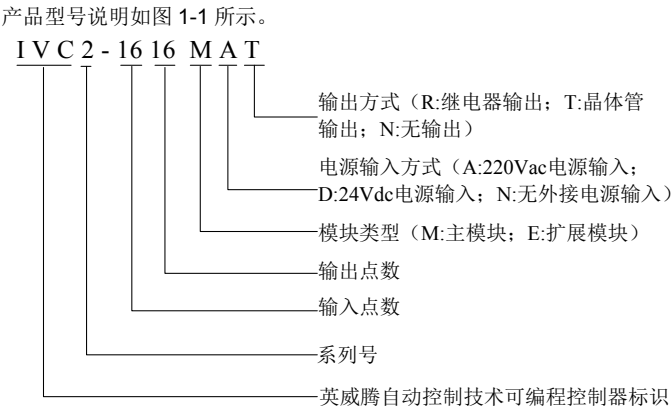 产品型号说明如图 1-1 所示。
I V C 2 - 16 16 M A T
输出方式（R:继电器输出；T:晶体管
输出；N:无输出）
电源输入方式（A:220Vac电源输入；
D:24Vdc电源输入；N:无外接电源输入）
模块类型（M:主模块；E:扩展模块）
输出点数
输入点数
系列号
英威腾自动控制技术可编程控制器标识